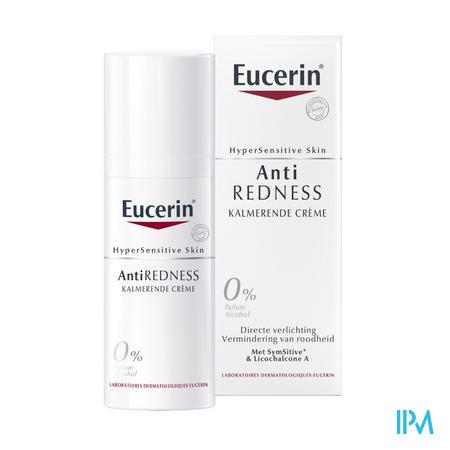 Eucerin®
HyperSensitive Skin
AntiREDNESS
KALMERENDE CRÈME
0%
Parfum
Alcohol
LABORATOIRES DERMATOLOGIQUES EUCERIN
Eucerin®
HyperSensitive Skin
Anti
REDNESS
KALMERENDE CRÈME
0%
Parfum
Alcohol
Directe verlichting
Vermindering van roodheid
Met SymSitive*
& Licochalcone A
LABORATOIRES DERMATOLOGIQUES EUCERIN
IPM